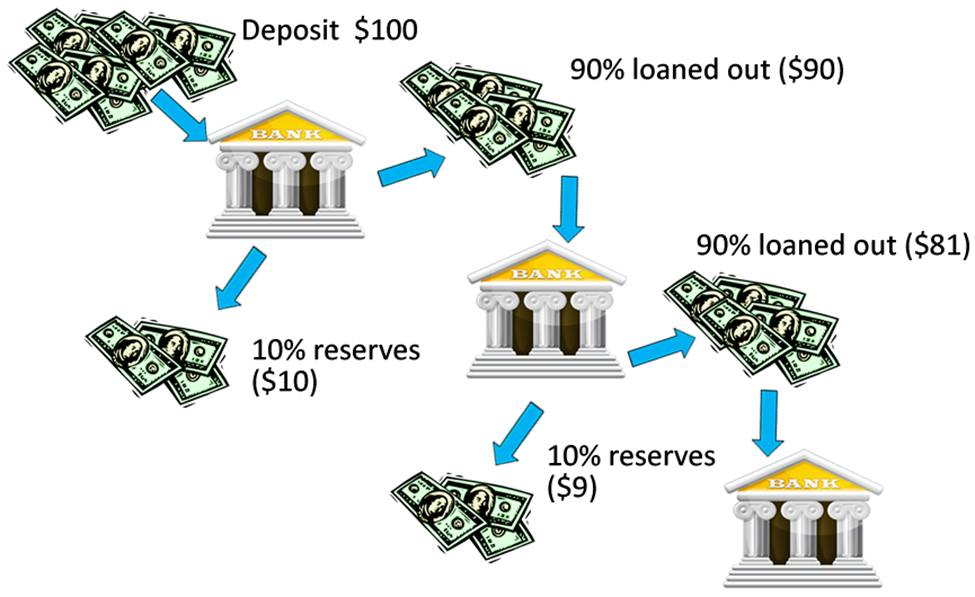 Deposit $100
90% loaned out ($90)
BANK
90% loaned out ($81)
BANK
10% reserves
($10)
10% reserves
($9)
BANK